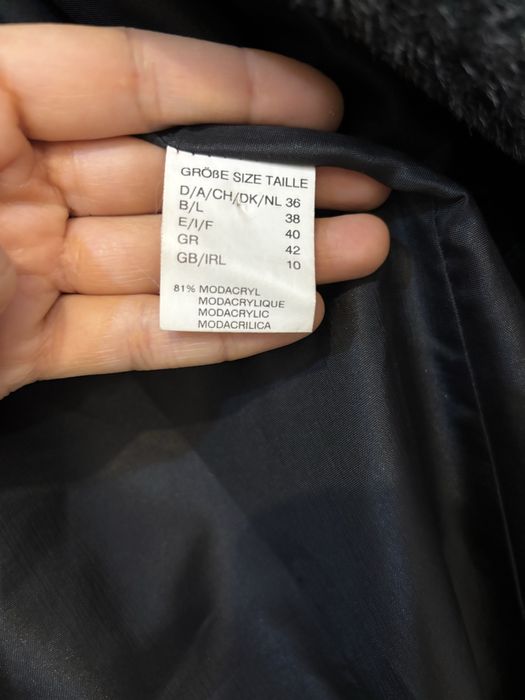 GRÖßE SIZE TAILLE
D/A/CH/DK/NL 36
B/L 38
E/I/F 40
GR 42
GB/IRL 10
81% MODACRYL
MODACRYLIQUE
MODACRYLIC
MODACRILICA